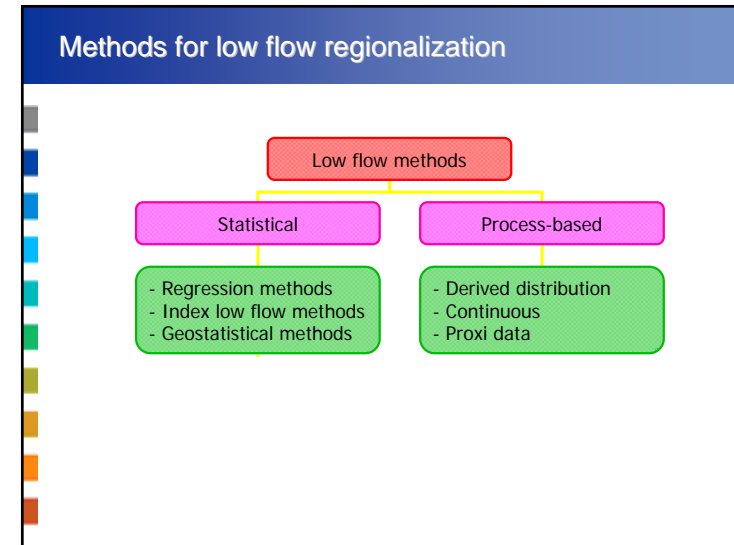 Methods for low flow regionalization
Low flow methods
Statistical
Process-based
- Regression methods
- Index low flow methods
- Geostatistical methods
- Derived distribution
- Continuous
- Proxi data